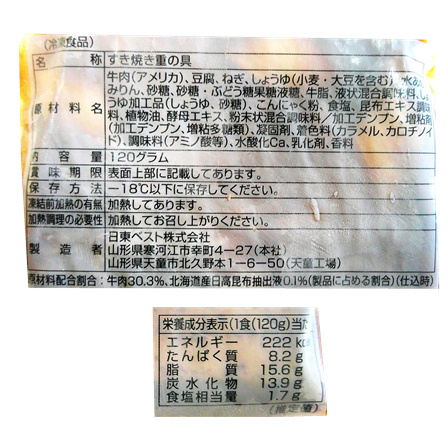 (冷凍食品)
名 称 すき焼き重の具
原材料名 牛肉(アメリカ)、豆腐、ねぎ、しょうゆ(小麦・大豆を含む)、水あめ、
みりん、砂糖、砂糖・ぶどう糖果糖液糖、牛脂、液状混合調味料、しょ
うゆ加工品(しょうゆ、砂糖)、こんにゃく粉、食塩、昆布エキス調味
料、植物油、酵母エキス、粉末状混合調味料/加工デンプン、増粘剤
(加工デンプン、増粘多糖類)、凝固剤、着色料(カラメル、カロチノイ
ド)、調味料(アミノ酸等)、水酸化Ca、乳化剤、香料
内容量 120グラム
賞味期限 表面上部に記載してあります。
保存方法 -18℃以下に保存してください。
凍結前加熱の有無 加熱してあります。
加熱調理の必要性 加熱してお召し上がりください。
製造者 日東ベスト株式会社
山形県寒河江市幸町4-27(本社)
山形県天童市北久野本1-6-50(天童工場)
原材料配合割合:牛肉30.3%、北海道産日高昆布抽出液0.1%(製品に占める割合)(仕込時)
栄養成分表示(1食(120g)当た
エネルギー 222 kc
たんぱく質 8.2g
脂質 15.6g
炭水化物 13.9g
食塩相当量 1.7g
(推定値)